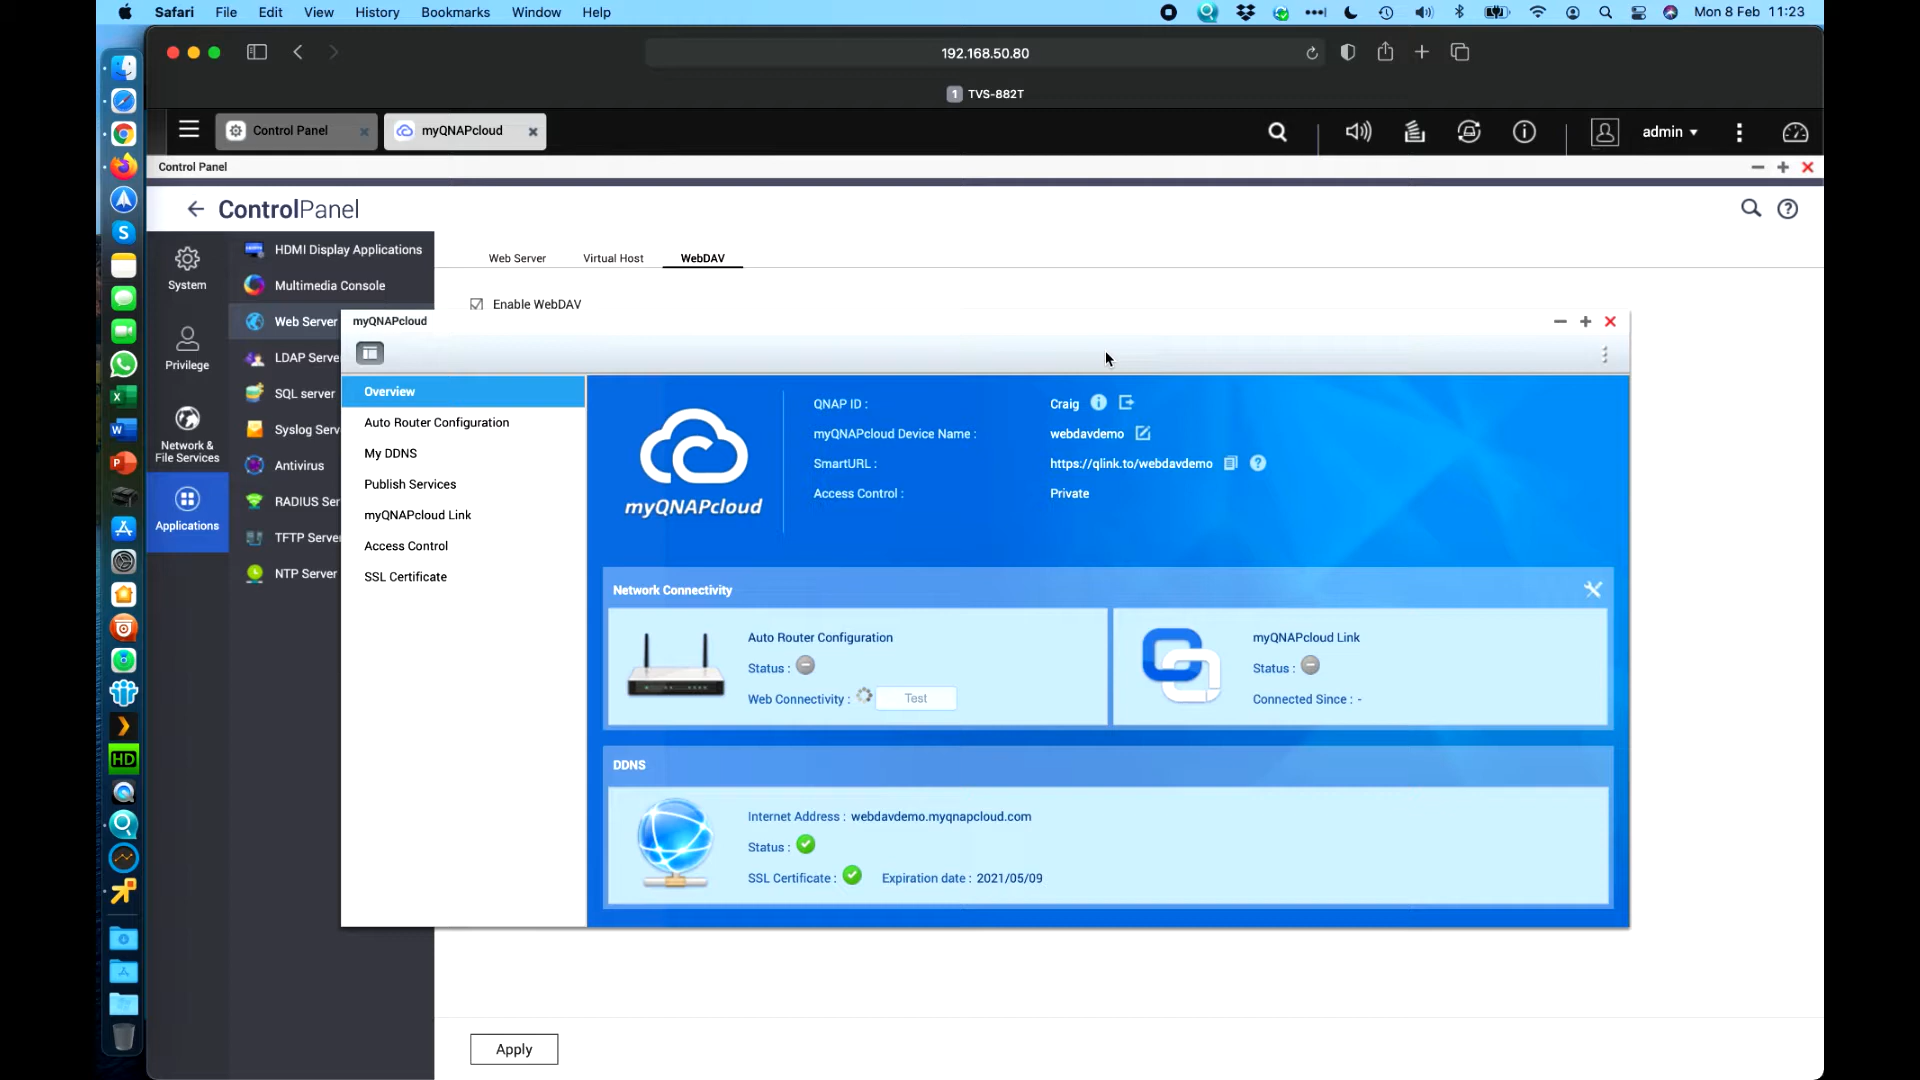 Safari File Edit View History Bookmarks Window Help Mon 8 Feb 11:23
192.168.50.80
1 TVS-882T
Control Panel
myQNAPcloud
admin
Control Panel
ControlPanel
System
Privilege
Network &
File Services
Applications
HDMI Display Applications
Multimedia Console
Web Server
LDAP Serve
SQL server
Syslog Serv
Antivirus
RADIUS Ser
TFTP Serve
NTP Server
Web Server Virtual Host WebDAV
Enable WebDAV
myQNAPcloud
Overview
Auto Router Configuration
My DDNS
Publish Services
myQNAPcloud Link
Access Control
SSL Certificate
myQNAPcloud
QNAP ID : Craig
myQNAPcloud Device Name : webdavdemo
SmartURL : https://qlink.to/webdavdemo
Access Control : Private
Network Connectivity
Auto Router Configuration
Status :
Web Connectivity : Test
myQNAPcloud Link
Status :
Connected Since : -
DDNS
Internet Address : webdavdemo.myqnapcloud.com
Status :
SSL Certificate : Expiration date : 2021/05/09
Apply
S
X
W
P
HD